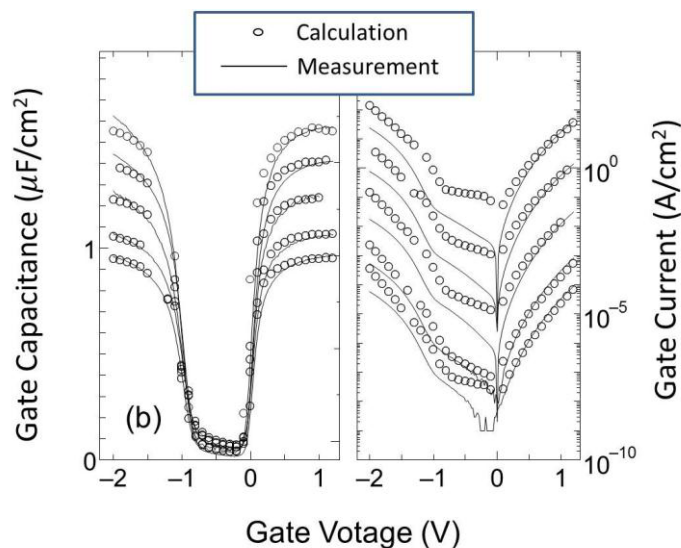 Calculation
Measurement
Gate Capacitance (μF/cm²)
1
0
(b)
−2 −1 0 1
−2 −1 0 1
10⁰
10⁻⁵
10⁻¹⁰
Gate Current (A/cm²)
Gate Votage (V)